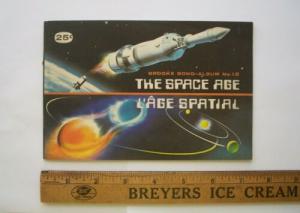 25¢
BROOKE BOND-ALBUM No.12
THE SPACE AGE
L'ÂGE SPATIAL
BREYERS ICE CREAM